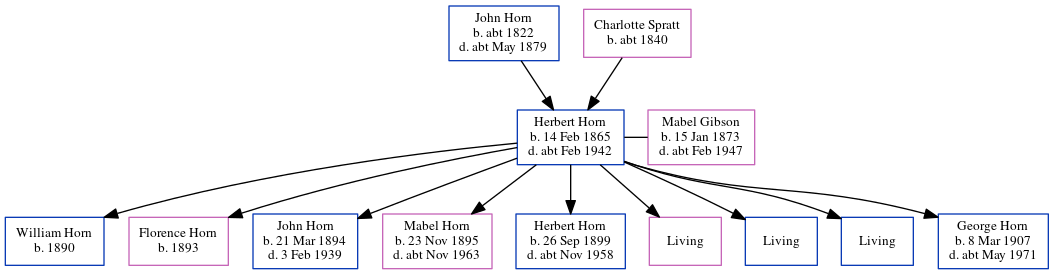 John Horn
b. abt 1822
d. abt May 1879
Charlotte Spratt
b. abt 1840
Herbert Horn
b. 14 Feb 1865
d. abt Feb 1942
Mabel Gibson
b. 15 Jan 1873
d. abt Feb 1947
William Horn
b. 1890
Florence Horn
b. 1893
John Horn
b. 21 Mar 1894
d. 3 Feb 1939
Mabel Horn
b. 23 Nov 1895
d. abt Nov 1963
Herbert Horn
b. 26 Sep 1899
d. abt Nov 1958
Living
Living
Living
George Horn
b. 8 Mar 1907
d. abt May 1971